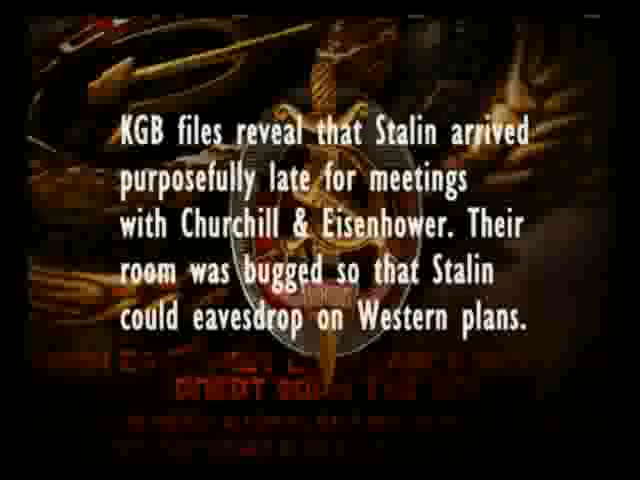 KGB files reveal that Stalin arrived
purposefully late for meetings
with Churchill & Eisenhower. Their
room was bugged so that Stalin
could eavesdrop on Western plans.